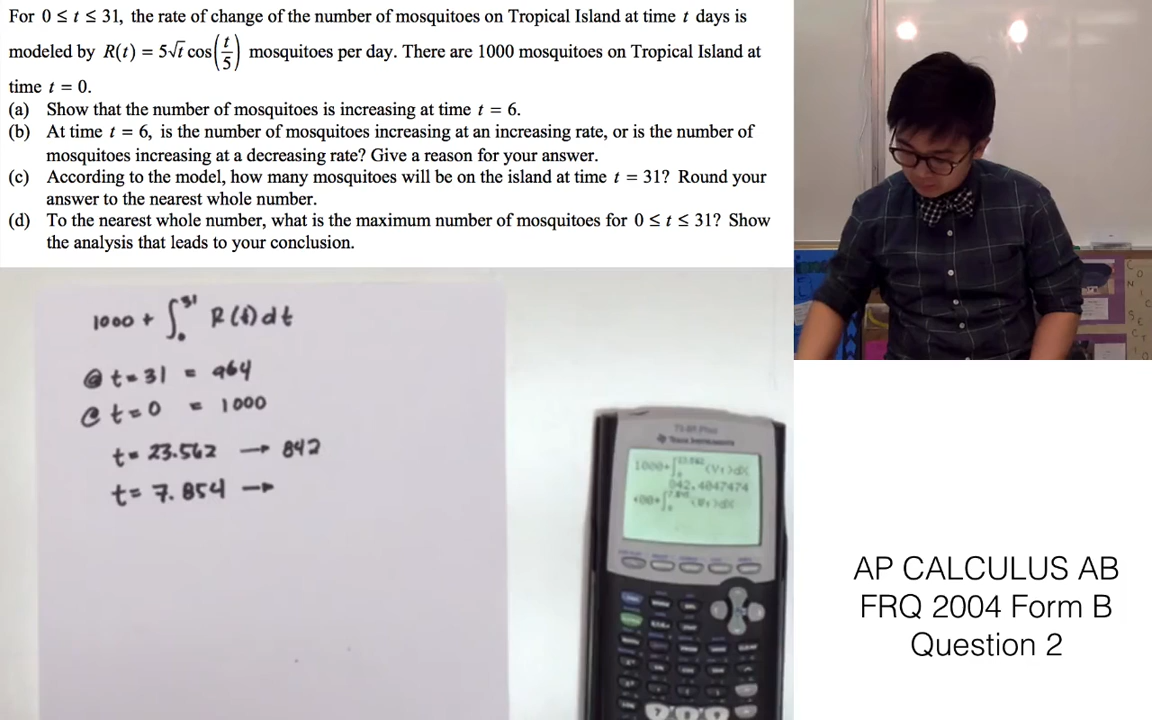 For 0 ≤ t ≤ 31, the rate of change of the number of mosquitoes on Tropical Island at time t days is
modeled by R(t) = 5√t cos(t/5) mosquitoes per day. There are 1000 mosquitoes on Tropical Island at
time t = 0.
(a) Show that the number of mosquitoes is increasing at time t = 6.
(b) At time t = 6, is the number of mosquitoes increasing at an increasing rate, or is the number of
mosquitoes increasing at a decreasing rate? Give a reason for your answer.
(c) According to the model, how many mosquitoes will be on the island at time t = 31? Round your
answer to the nearest whole number.
(d) To the nearest whole number, what is the maximum number of mosquitoes for 0 ≤ t ≤ 31? Show
the analysis that leads to your conclusion.
1000 + ∫₀³¹ R(t)dt
@ t = 31 = 964
@ t = 0 = 1000
t = 23.562 → 842
t = 7.854 →
Texas Instruments
842.4047474
AP CALCULUS AB
FRQ 2004 Form B
Question 2